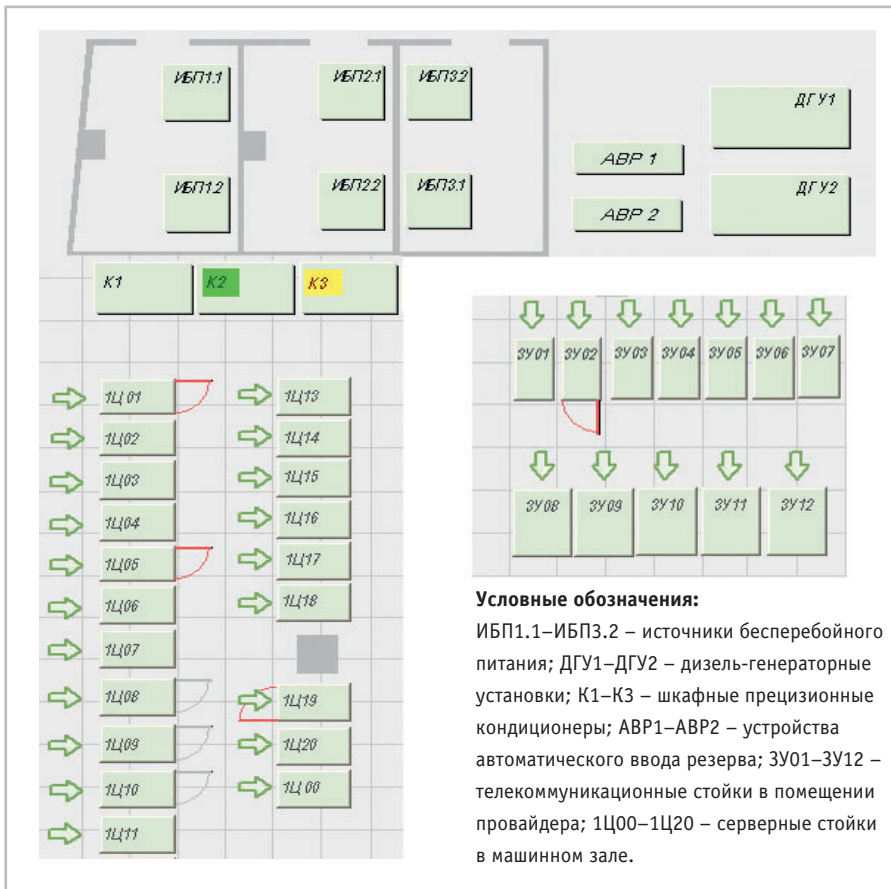 ИБП1.1 ИБП2.1 ИБП3.2
ДГУ1
АВР 1
ИБП1.2 ИБП2.2 ИБП3.1
ДГУ2
АВР 2
К1 К2 К3
ЗУ01 ЗУ02 ЗУ03 ЗУ04 ЗУ05 ЗУ06 ЗУ07
1Ц01 1Ц13
1Ц02 1Ц14
1Ц03 1Ц15
1Ц04 1Ц16
1Ц05 1Ц17
1Ц06 1Ц18
1Ц07
1Ц08 1Ц19
1Ц09 1Ц20
1Ц10 1Ц00
1Ц11
ЗУ08 ЗУ09 ЗУ10 ЗУ11 ЗУ12
Условные обозначения:
ИБП1.1–ИБП3.2 – источники бесперебойного
питания; ДГУ1–ДГУ2 – дизель-генераторные
установки; К1–К3 – шкафные прецизионные
кондиционеры; АВР1–АВР2 – устройства
автоматического ввода резерва; ЗУ01–ЗУ12 –
телекоммуникационные стойки в помещении
провайдера; 1Ц00–1Ц20 – серверные стойки
в машинном зале.